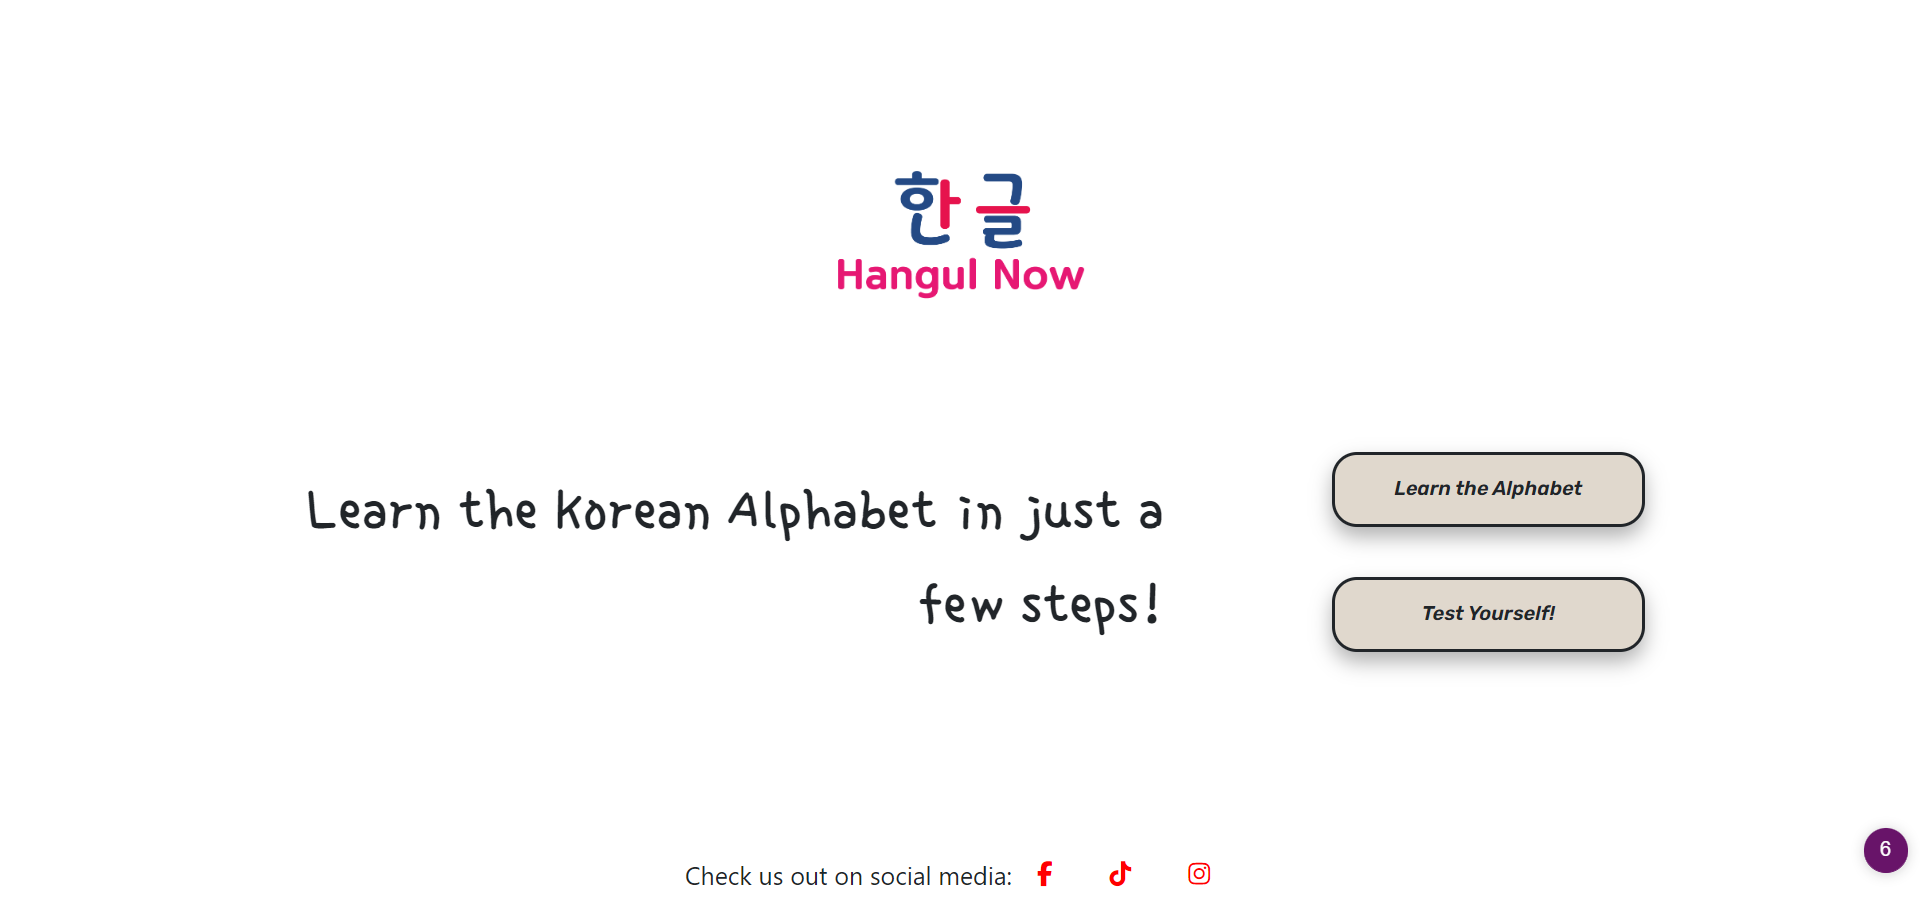 한글
Hangul Now
Learn the Korean Alphabet in just a
few steps!
Learn the Alphabet
Test Yourself!
Check us out on social media:
6